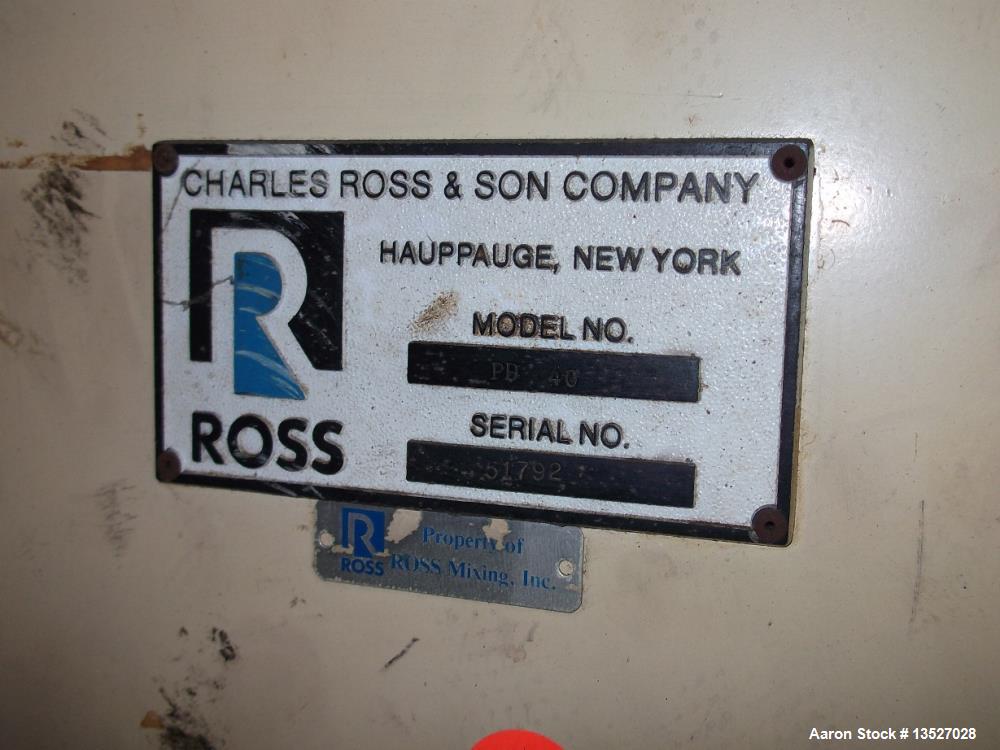 CHARLES ROSS & SON COMPANY
HAUPPAUGE, NEW YORK
MODEL NO.
PD 40
SERIAL NO.
51792
R
ROSS
R
ROSS
Property of
ROSS Mixing, Inc.
Aaron Stock # 13527028